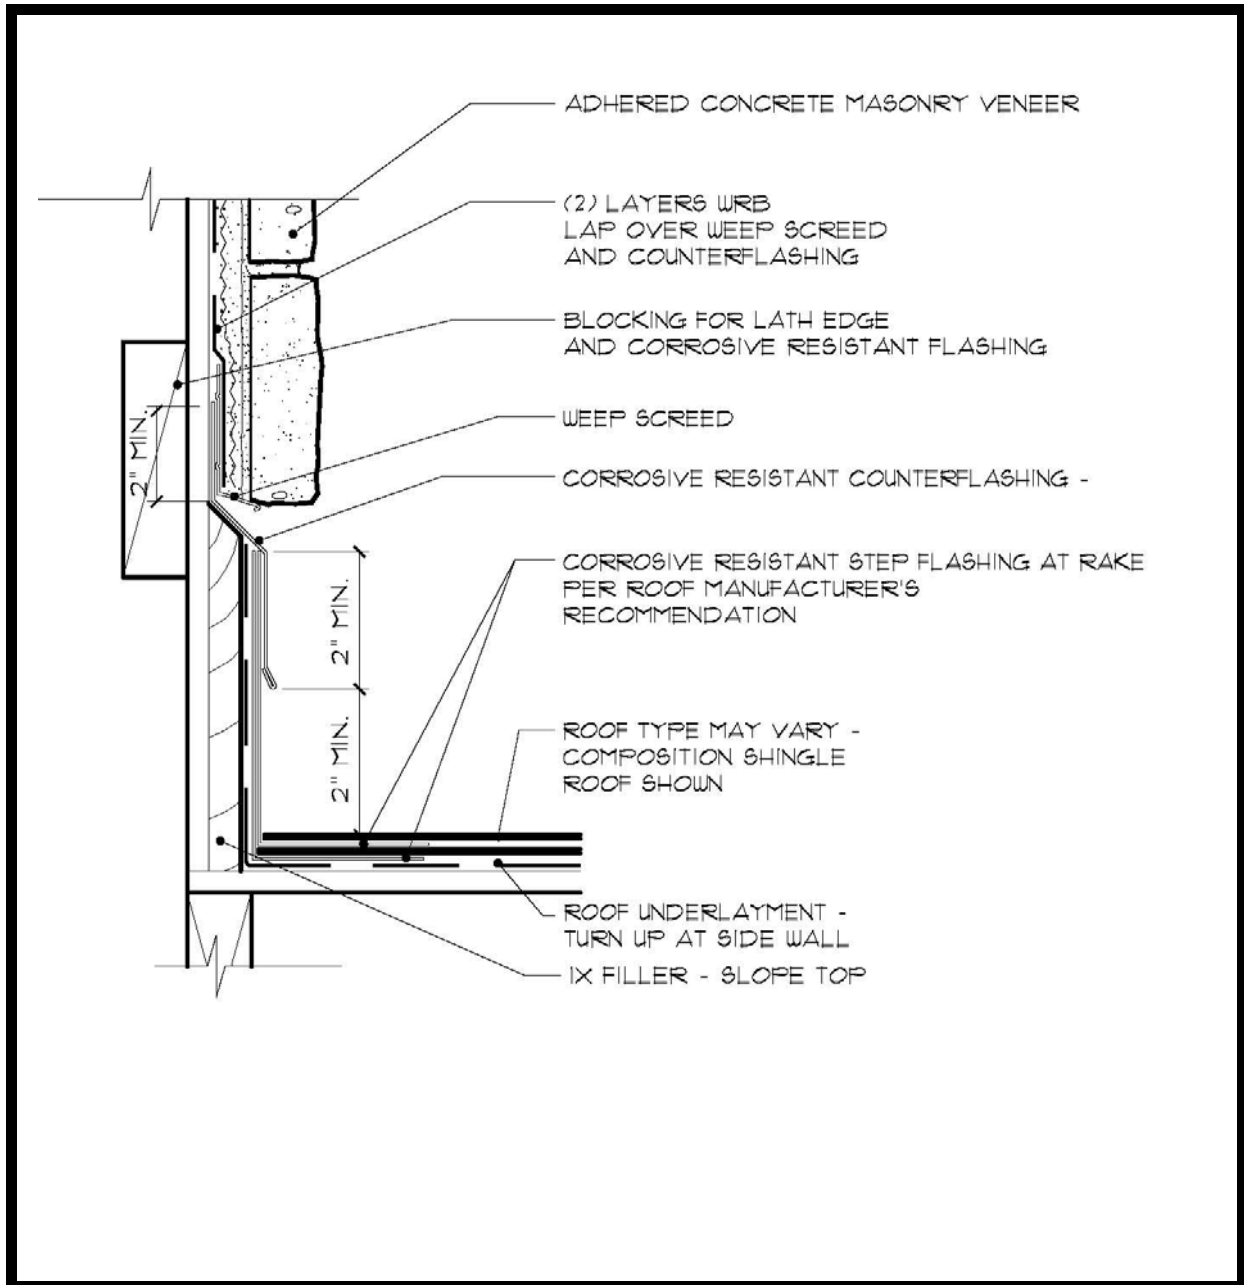 ADHERED CONCRETE MASONRY VENEER
(2) LAYERS WRB
LAP OVER WEEP SCREED
AND COUNTERFLASHING
BLOCKING FOR LATH EDGE
AND CORROSIVE RESISTANT FLASHING
2" MIN.
WEEP SCREED
CORROSIVE RESISTANT COUNTERFLASHING -
CORROSIVE RESISTANT STEP FLASHING AT RAKE
PER ROOF MANUFACTURER'S
RECOMMENDATION
2" MIN.
2" MIN.
ROOF TYPE MAY VARY -
COMPOSITION SHINGLE
ROOF SHOWN
ROOF UNDERLAYMENT -
TURN UP AT SIDE WALL
1X FILLER - SLOPE TOP